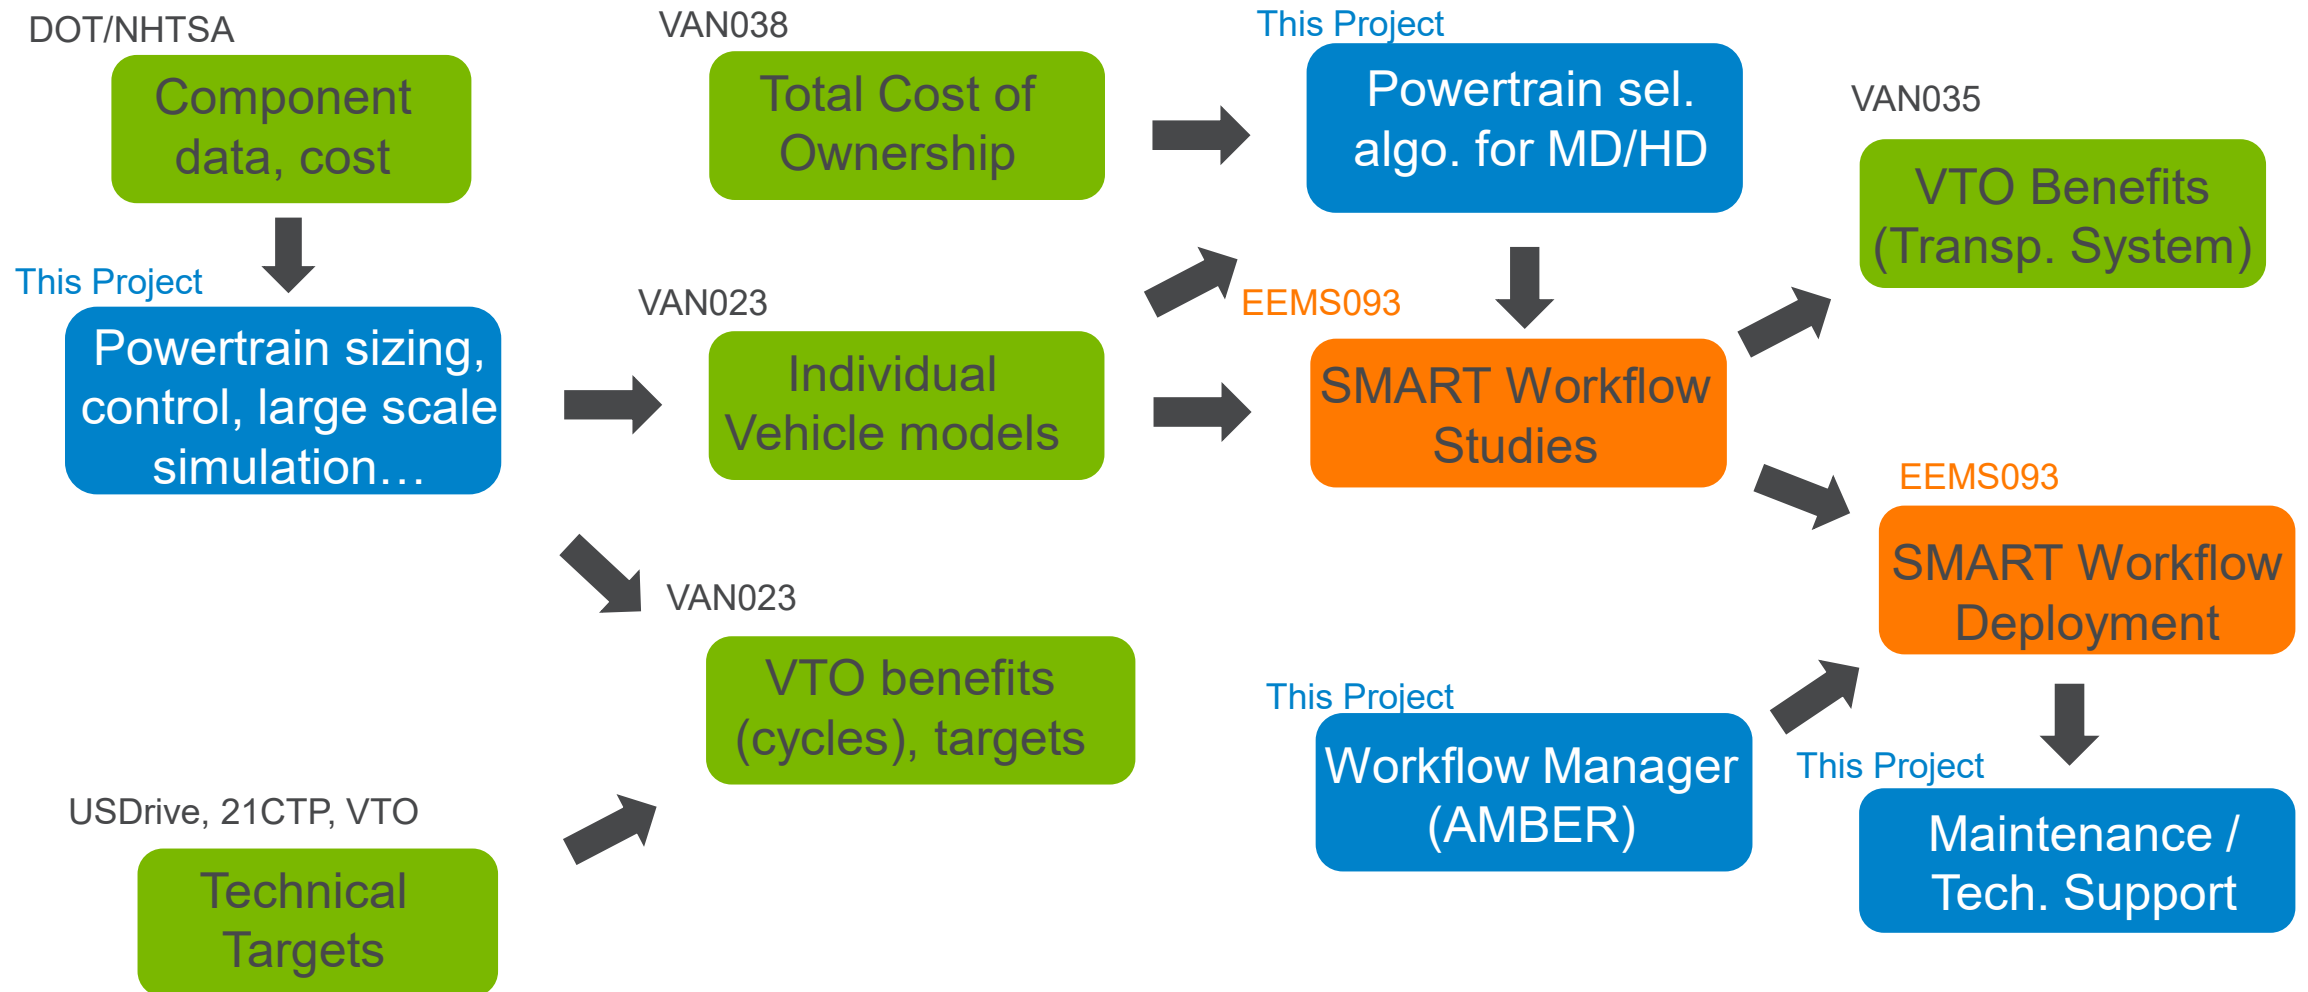 DOT/NHTSA
Component
data, cost
This Project
Powertrain sizing,
control, large scale
simulation…
USDrive, 21CTP, VTO
Technical
Targets
VAN038
Total Cost of
Ownership
VAN023
Individual
Vehicle models
VAN023
VTO benefits
(cycles), targets
This Project
Powertrain sel.
algo. for MD/HD
EEMS093
SMART Workflow
Studies
This Project
Workflow Manager
(AMBER)
VAN035
VTO Benefits
(Transp. System)
EEMS093
SMART Workflow
Deployment
This Project
Maintenance /
Tech. Support